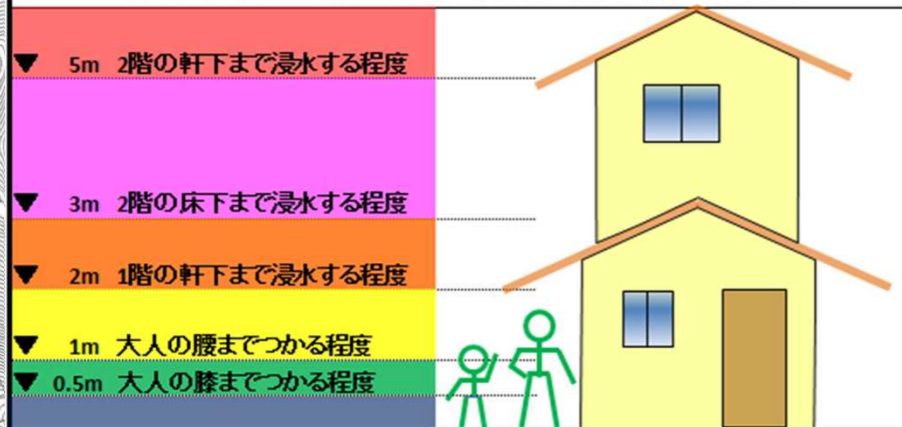 ▼ 5m 2階の軒下まで浸水する程度
▼ 3m 2階の床下まで浸水する程度
▼ 2m 1階の軒下まで浸水する程度
▼ 1m 大人の腰までつかる程度
▼ 0.5m 大人の膝までつかる程度